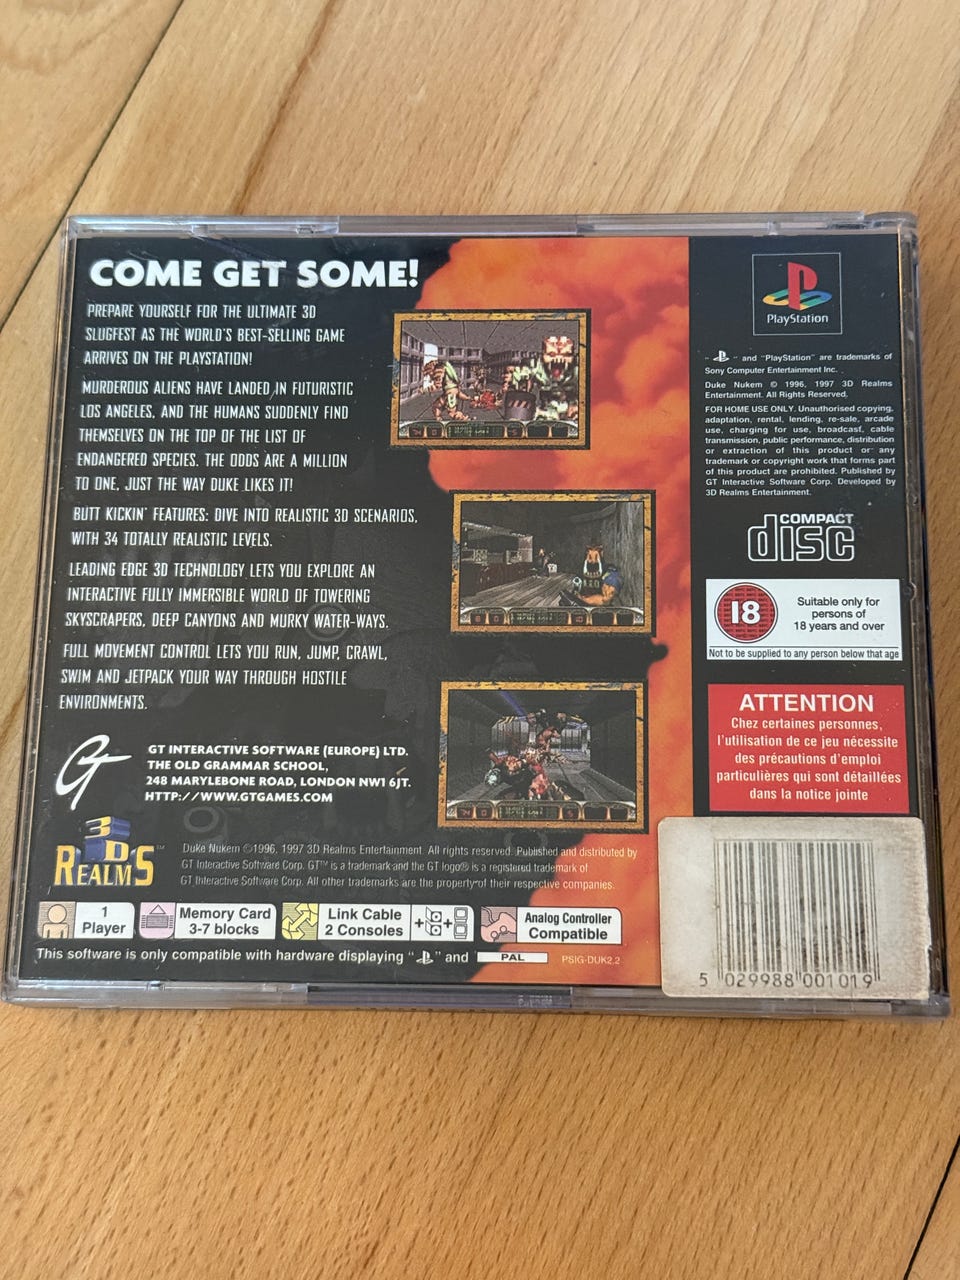 COME GET SOME!
PREPARE YOURSELF FOR THE ULTIMATE 3D
SLUGFEST AS THE WORLD'S BEST-SELLING GAME
ARRIVES ON THE PLAYSTATION!
MURDEROUS ALIENS HAVE LANDED IN FUTURISTIC
LOS ANGELES, AND THE HUMANS SUDDENLY FIND
THEMSELVES ON THE TOP OF THE LIST OF
ENDANGERED SPECIES. THE ODDS ARE A MILLION
TO ONE, JUST THE WAY DUKE LIKES IT!
BUTT KICKIN' FEATURES: DIVE INTO REALISTIC 3D SCENARIOS,
WITH 34 TOTALLY REALISTIC LEVELS.
LEADING EDGE 3D TECHNOLOGY LETS YOU EXPLORE AN
INTERACTIVE FULLY IMMERSIBLE WORLD OF TOWERING
SKYSCRAPERS, DEEP CANYONS AND MURKY WATER-WAYS.
FULL MOVEMENT CONTROL LETS YOU RUN, JUMP, CRAWL,
SWIM AND JETPACK YOUR WAY THROUGH HOSTILE
ENVIRONMENTS.
GT
GT INTERACTIVE SOFTWARE (EUROPE) LTD.
THE OLD GRAMMAR SCHOOL,
248 MARYLEBONE ROAD, LONDON NW1 6JT.
HTTP://WWW.GTGAMES.COM
3D
REALMS™
Duke Nukem ©1996, 1997 3D Realms Entertainment. All rights reserved. Published and distributed by
GT Interactive Software Corp. GT™ is a trademark and the GT logo® is a registered trademark of
GT Interactive Software Corp. All other trademarks are the property of their respective companies.
1
Player
Memory Card
3-7 blocks
Link Cable
2 Consoles
Analog Controller
Compatible
This software is only compatible with hardware displaying " " and PAL
PSIG-DUK2.2
PlayStation
" " and "PlayStation" are trademarks of
Sony Computer Entertainment Inc.
Duke Nukem © 1996, 1997 3D Realms
Entertainment. All Rights Reserved.
FOR HOME USE ONLY. Unauthorised copying,
adaptation, rental, lending, re-sale, arcade
use, charging for use, broadcast, cable
transmission, public performance, distribution
or extraction of this product or any
trademark or copyright work that forms part
of this product are prohibited. Published by
GT Interactive Software Corp. Developed by
3D Realms Entertainment.
COMPACT
disc
18
Suitable only for
persons of
18 years and over
Not to be supplied to any person below that age
ATTENTION
Chez certaines personnes,
l'utilisation de ce jeu nécessite
des précautions d'emploi
particulières qui sont détaillées
dans la notice jointe
5 029988 001019